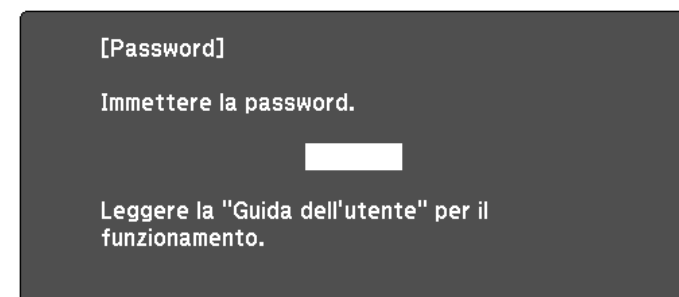 [Password]
Immettere la password.
Leggere la "Guida dell'utente" per il
funzionamento.